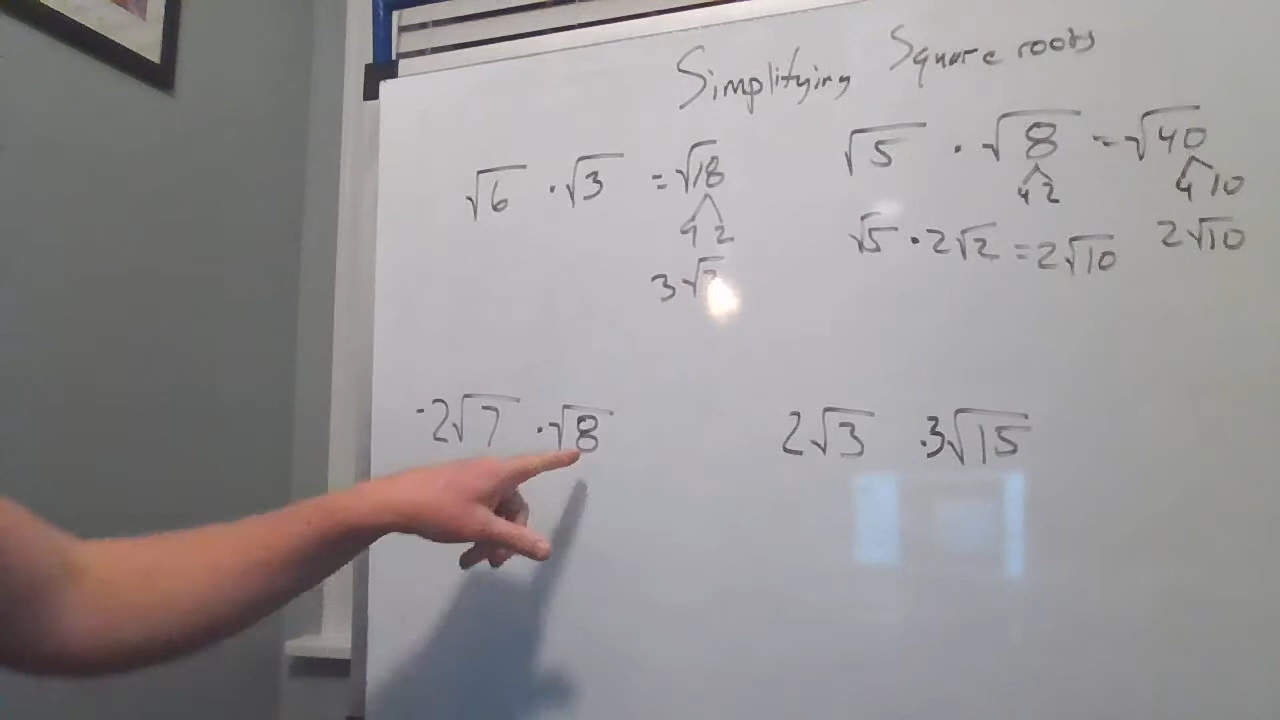 Simplifying Square roots
√6 · √3 = √18
9 2
3√2
√5 · √8 = √40
4 2 4 10
√5 · 2√2 = 2√10 2√10
-2√7 · √8
2√3 · 3√15